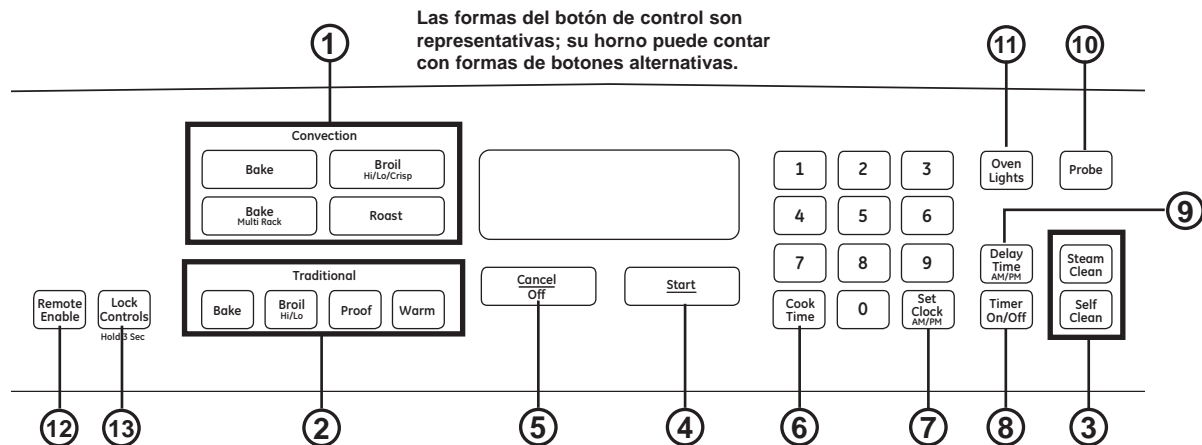 Las formas del botón de control son
representativas; su horno puede contar
con formas de botones alternativas.
1
11
10
Convection
Bake
Broil
Hi/Lo/Crisp
Bake
Multi Rack
Roast
1
2
3
4
5
6
7
8
9
0
Oven
Lights
Probe
9
Traditional
Bake
Broil
Hi/Lo
Proof
Warm
Cancel
Off
Start
Delay
Time
AM/PM
Steam
Clean
Remote
Enable
Lock
Controls
Hold 3 Sec
Cook
Time
Set
Clock
AM/PM
Timer
On/Off
Self
Clean
12
13
2
5
4
6
7
8
3